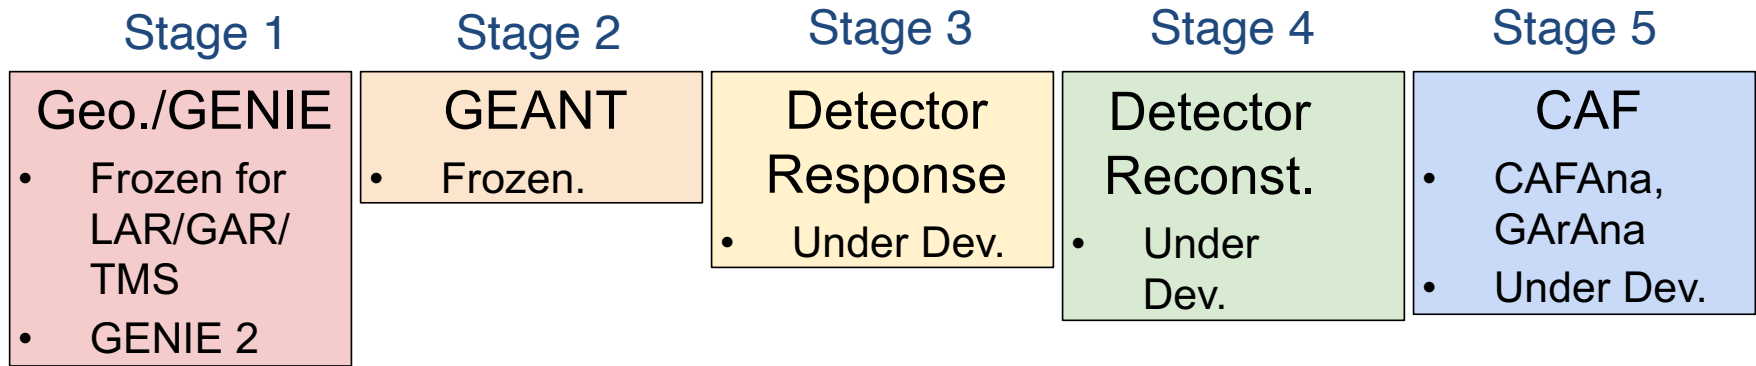 Stage 1
Stage 2
Stage 3
Stage 4
Stage 5
Geo./GENIE
• Frozen for
LAR/GAR/
TMS
• GENIE 2
GEANT
• Frozen.
Detector
Response
• Under Dev.
Detector
Reconst.
• Under
Dev.
CAF
• CAFAna,
GArAna
• Under Dev.